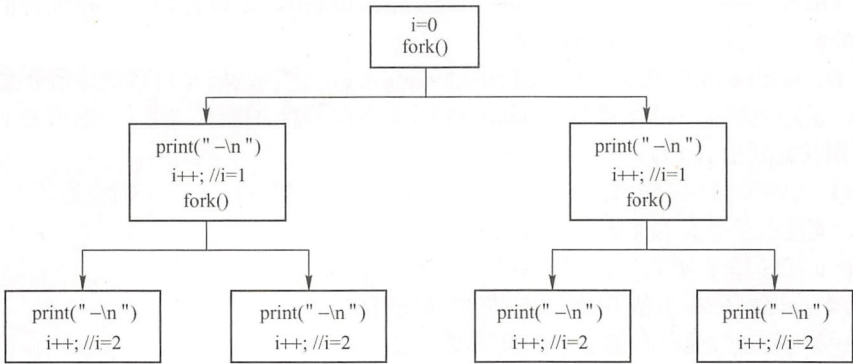 i=0
fork()
print("–\n")
i++; //i=1
fork()
print("–\n")
i++; //i=1
fork()
print("–\n")
i++; //i=2
print("–\n")
i++; //i=2
print("–\n")
i++; //i=2
print("–\n")
i++; //i=2